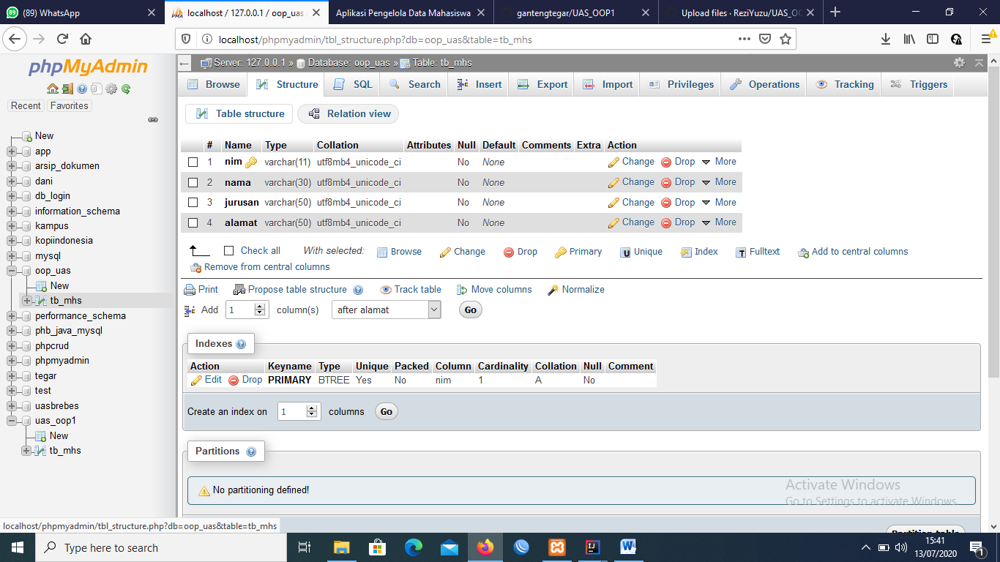 (89) WhatsApp
localhost / 127.0.0.1 / oop_uas
Aplikasi Pengelola Data Mahasiswa
gantengtegar/UAS_OOP1
Upload files · ReziYuzu/UAS_OO
localhost/phpmyadmin/tbl_structure.php?db=oop_uas&table=tb_mhs
phpMyAdmin
Recent Favorites
New
app
arsip_dokumen
dani
db_login
information_schema
kampus
kopiindonesia
mysql
oop_uas
New
tb_mhs
performance_schema
phb_java_mysql
phpcrud
phpmyadmin
tegar
test
uasbrebes
uas_oop1
New
tb_mhs
Server: 127.0.0.1 » Database: oop_uas » Table: tb_mhs
Browse Structure SQL Search Insert Export Import Privileges Operations Tracking Triggers
Table structure Relation view
# Name Type Collation Attributes Null Default Comments Extra Action
1 nim varchar(11) utf8mb4_unicode_ci No None Change Drop More
2 nama varchar(30) utf8mb4_unicode_ci No None Change Drop More
3 jurusan varchar(50) utf8mb4_unicode_ci No None Change Drop More
4 alamat varchar(50) utf8mb4_unicode_ci No None Change Drop More
Check all With selected: Browse Change Drop Primary Unique Index Fulltext Add to central columns
Remove from central columns
Print Propose table structure Track table Move columns Normalize
Add 1 column(s) after alamat Go
Indexes
Action Keyname Type Unique Packed Column Cardinality Collation Null Comment
Edit Drop PRIMARY BTREE Yes No nim 1 A No
Create an index on 1 columns Go
Partitions
No partitioning defined!
Partition table
Activate Windows
Go to Settings to activate Windows.
localhost/phpmyadmin/tbl_structure.php?db=oop_uas&table=tb_mhs
Type here to search
15:41
13/07/2020